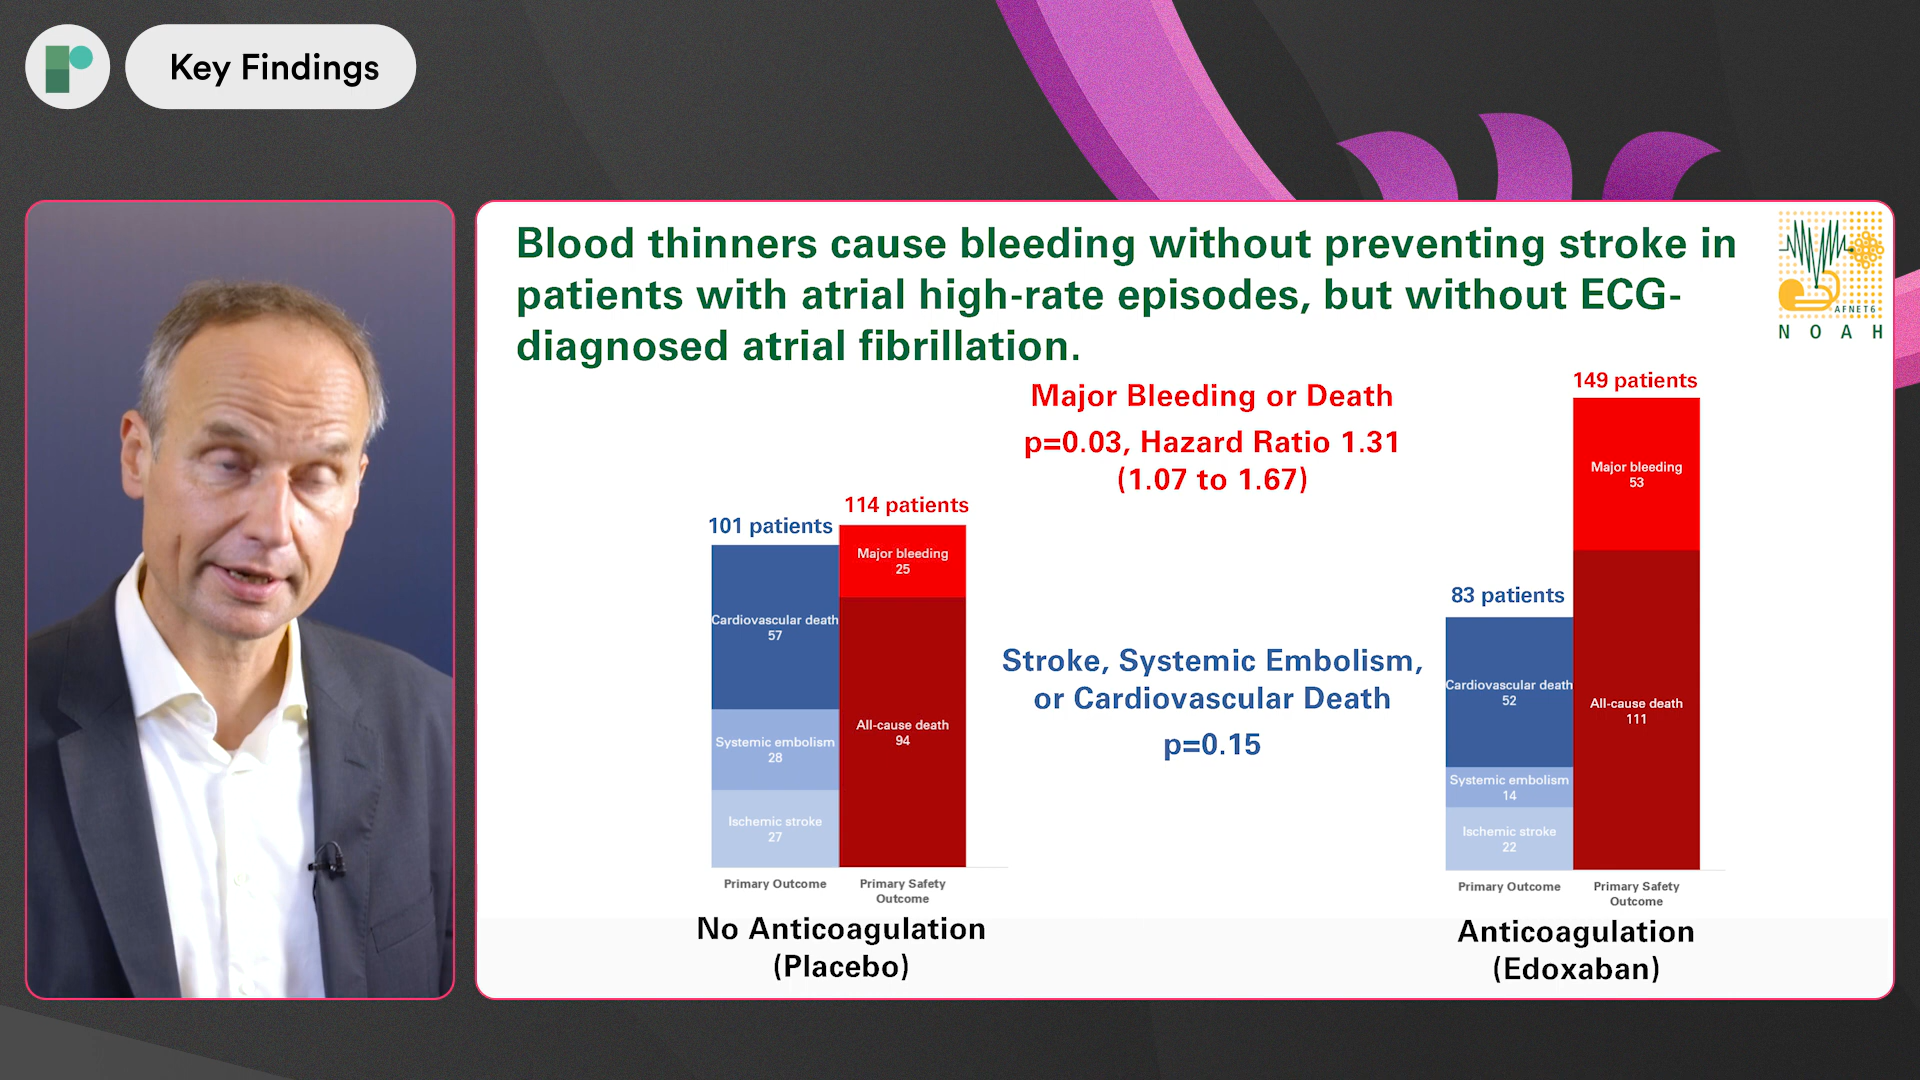 Key Findings
Blood thinners cause bleeding without preventing stroke in
patients with atrial high-rate episodes, but without ECG-
diagnosed atrial fibrillation.
AFNET6
N O A H
Major Bleeding or Death
p=0.03, Hazard Ratio 1.31
(1.07 to 1.67)
Stroke, Systemic Embolism,
or Cardiovascular Death
p=0.15
101 patients
Cardiovascular death
57
Systemic embolism
28
Ischemic stroke
27
Primary Outcome
114 patients
Major bleeding
25
All-cause death
94
Primary Safety
Outcome
No Anticoagulation
(Placebo)
83 patients
Cardiovascular death
52
Systemic embolism
14
Ischemic stroke
22
Primary Outcome
149 patients
Major bleeding
53
All-cause death
111
Primary Safety
Outcome
Anticoagulation
(Edoxaban)